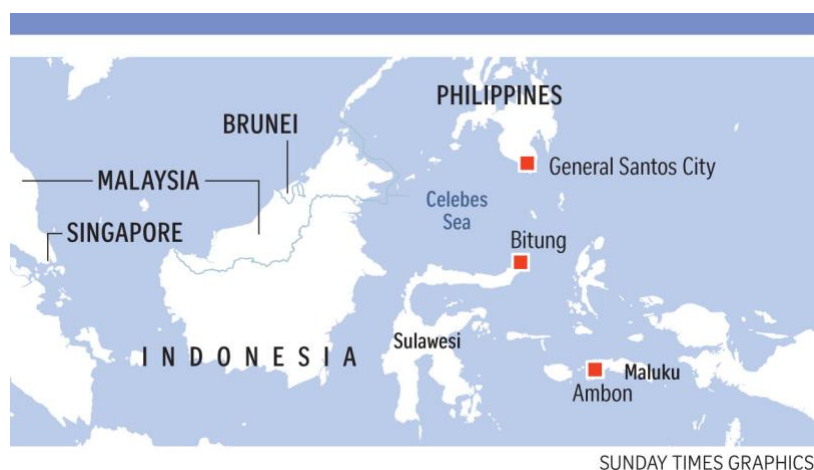 PHILIPPINES
BRUNEI
General Santos City
MALAYSIA
Celebes
Sea
SINGAPORE
Bitung
Sulawesi
INDONESIA
Maluku
Ambon
SUNDAY TIMES GRAPHICS